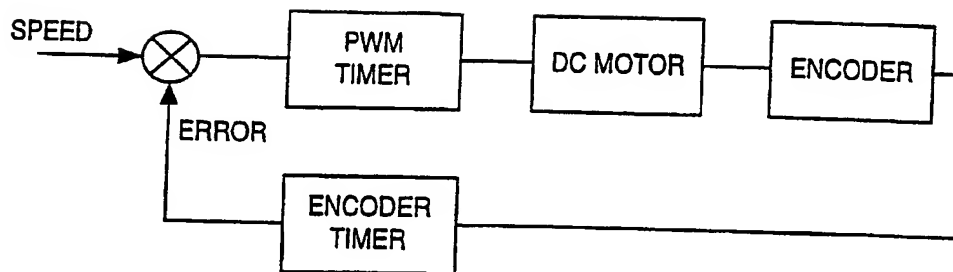 SPEED
PWM
TIMER
DC MOTOR
ENCODER
ERROR
ENCODER
TIMER